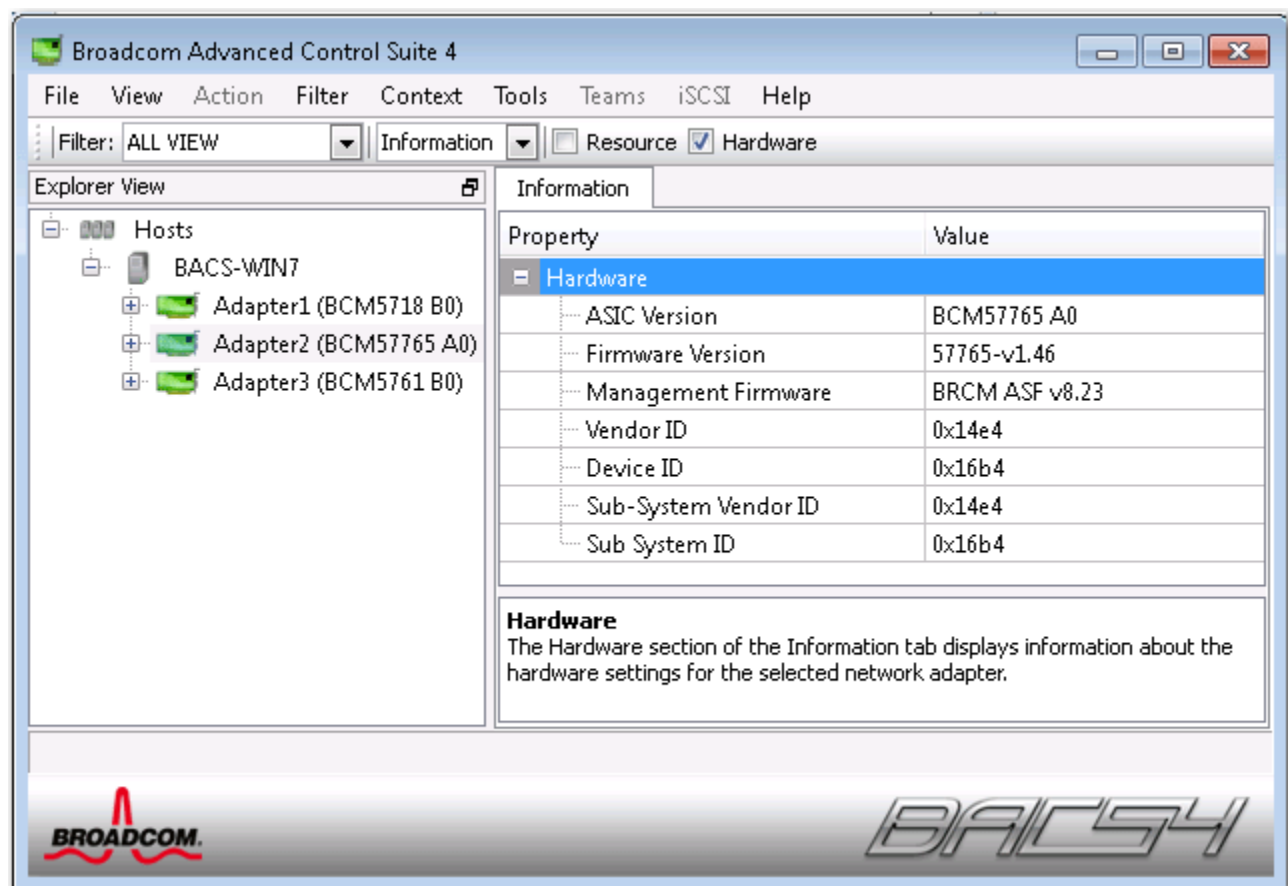 Broadcom Advanced Control Suite 4
File View Action Filter Context Tools Teams iSCSI Help
Filter: ALL VIEW Information Resource Hardware
Explorer View
Hosts
BACS-WIN7
Adapter1 (BCM5718 B0)
Adapter2 (BCM57765 A0)
Adapter3 (BCM5761 B0)
Information
Property Value
Hardware
ASIC Version BCM57765 A0
Firmware Version 57765-v1.46
Management Firmware BRCM ASF v8.23
Vendor ID 0x14e4
Device ID 0x16b4
Sub-System Vendor ID 0x14e4
Sub System ID 0x16b4
Hardware
The Hardware section of the Information tab displays information about the
hardware settings for the selected network adapter.
BROADCOM.
BACS4